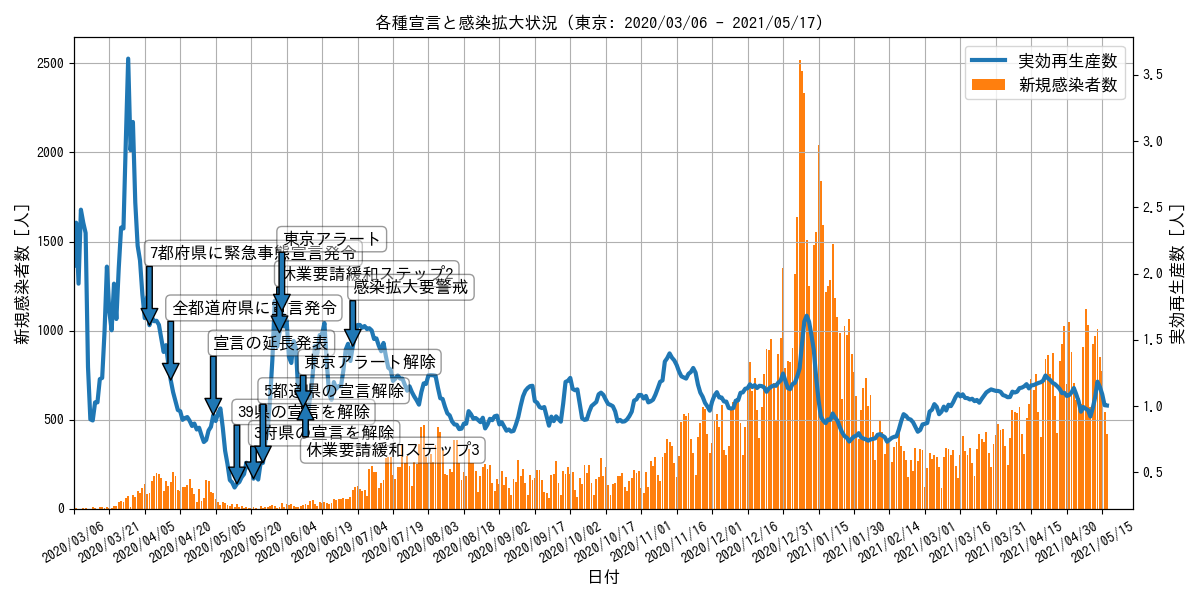 各種宣言と感染拡大状況 (東京: 2020/03/06 - 2021/05/17)
実効再生産数
新規感染者数
新規感染者数 [人]
2500
2000
1500
1000
500
0
3.5
3.0
2.5
2.0
1.5
1.0
0.5
実効再生産数 [人]
東京アラート
7都府県に緊急事態宣言発令
休業要請緩和ステップ2
感染拡大要警戒
全都道府県に宣言発令
宣言の延長発表
東京アラート解除
5都道県の宣言解除
39県の宣言を解除
3府県の宣言を解除
休業要請緩和ステップ3
2020/03/06
2020/03/21
2020/04/05
2020/04/20
2020/05/05
2020/05/20
2020/06/04
2020/06/19
2020/07/04
2020/07/19
2020/08/03
2020/08/18
2020/09/02
2020/09/17
2020/10/02
2020/10/17
2020/11/01
2020/11/16
2020/12/01
2020/12/16
2020/12/31
2021/01/15
2021/01/30
2021/02/14
2021/03/01
2021/03/16
2021/03/31
2021/04/15
2021/04/30
2021/05/15
日付